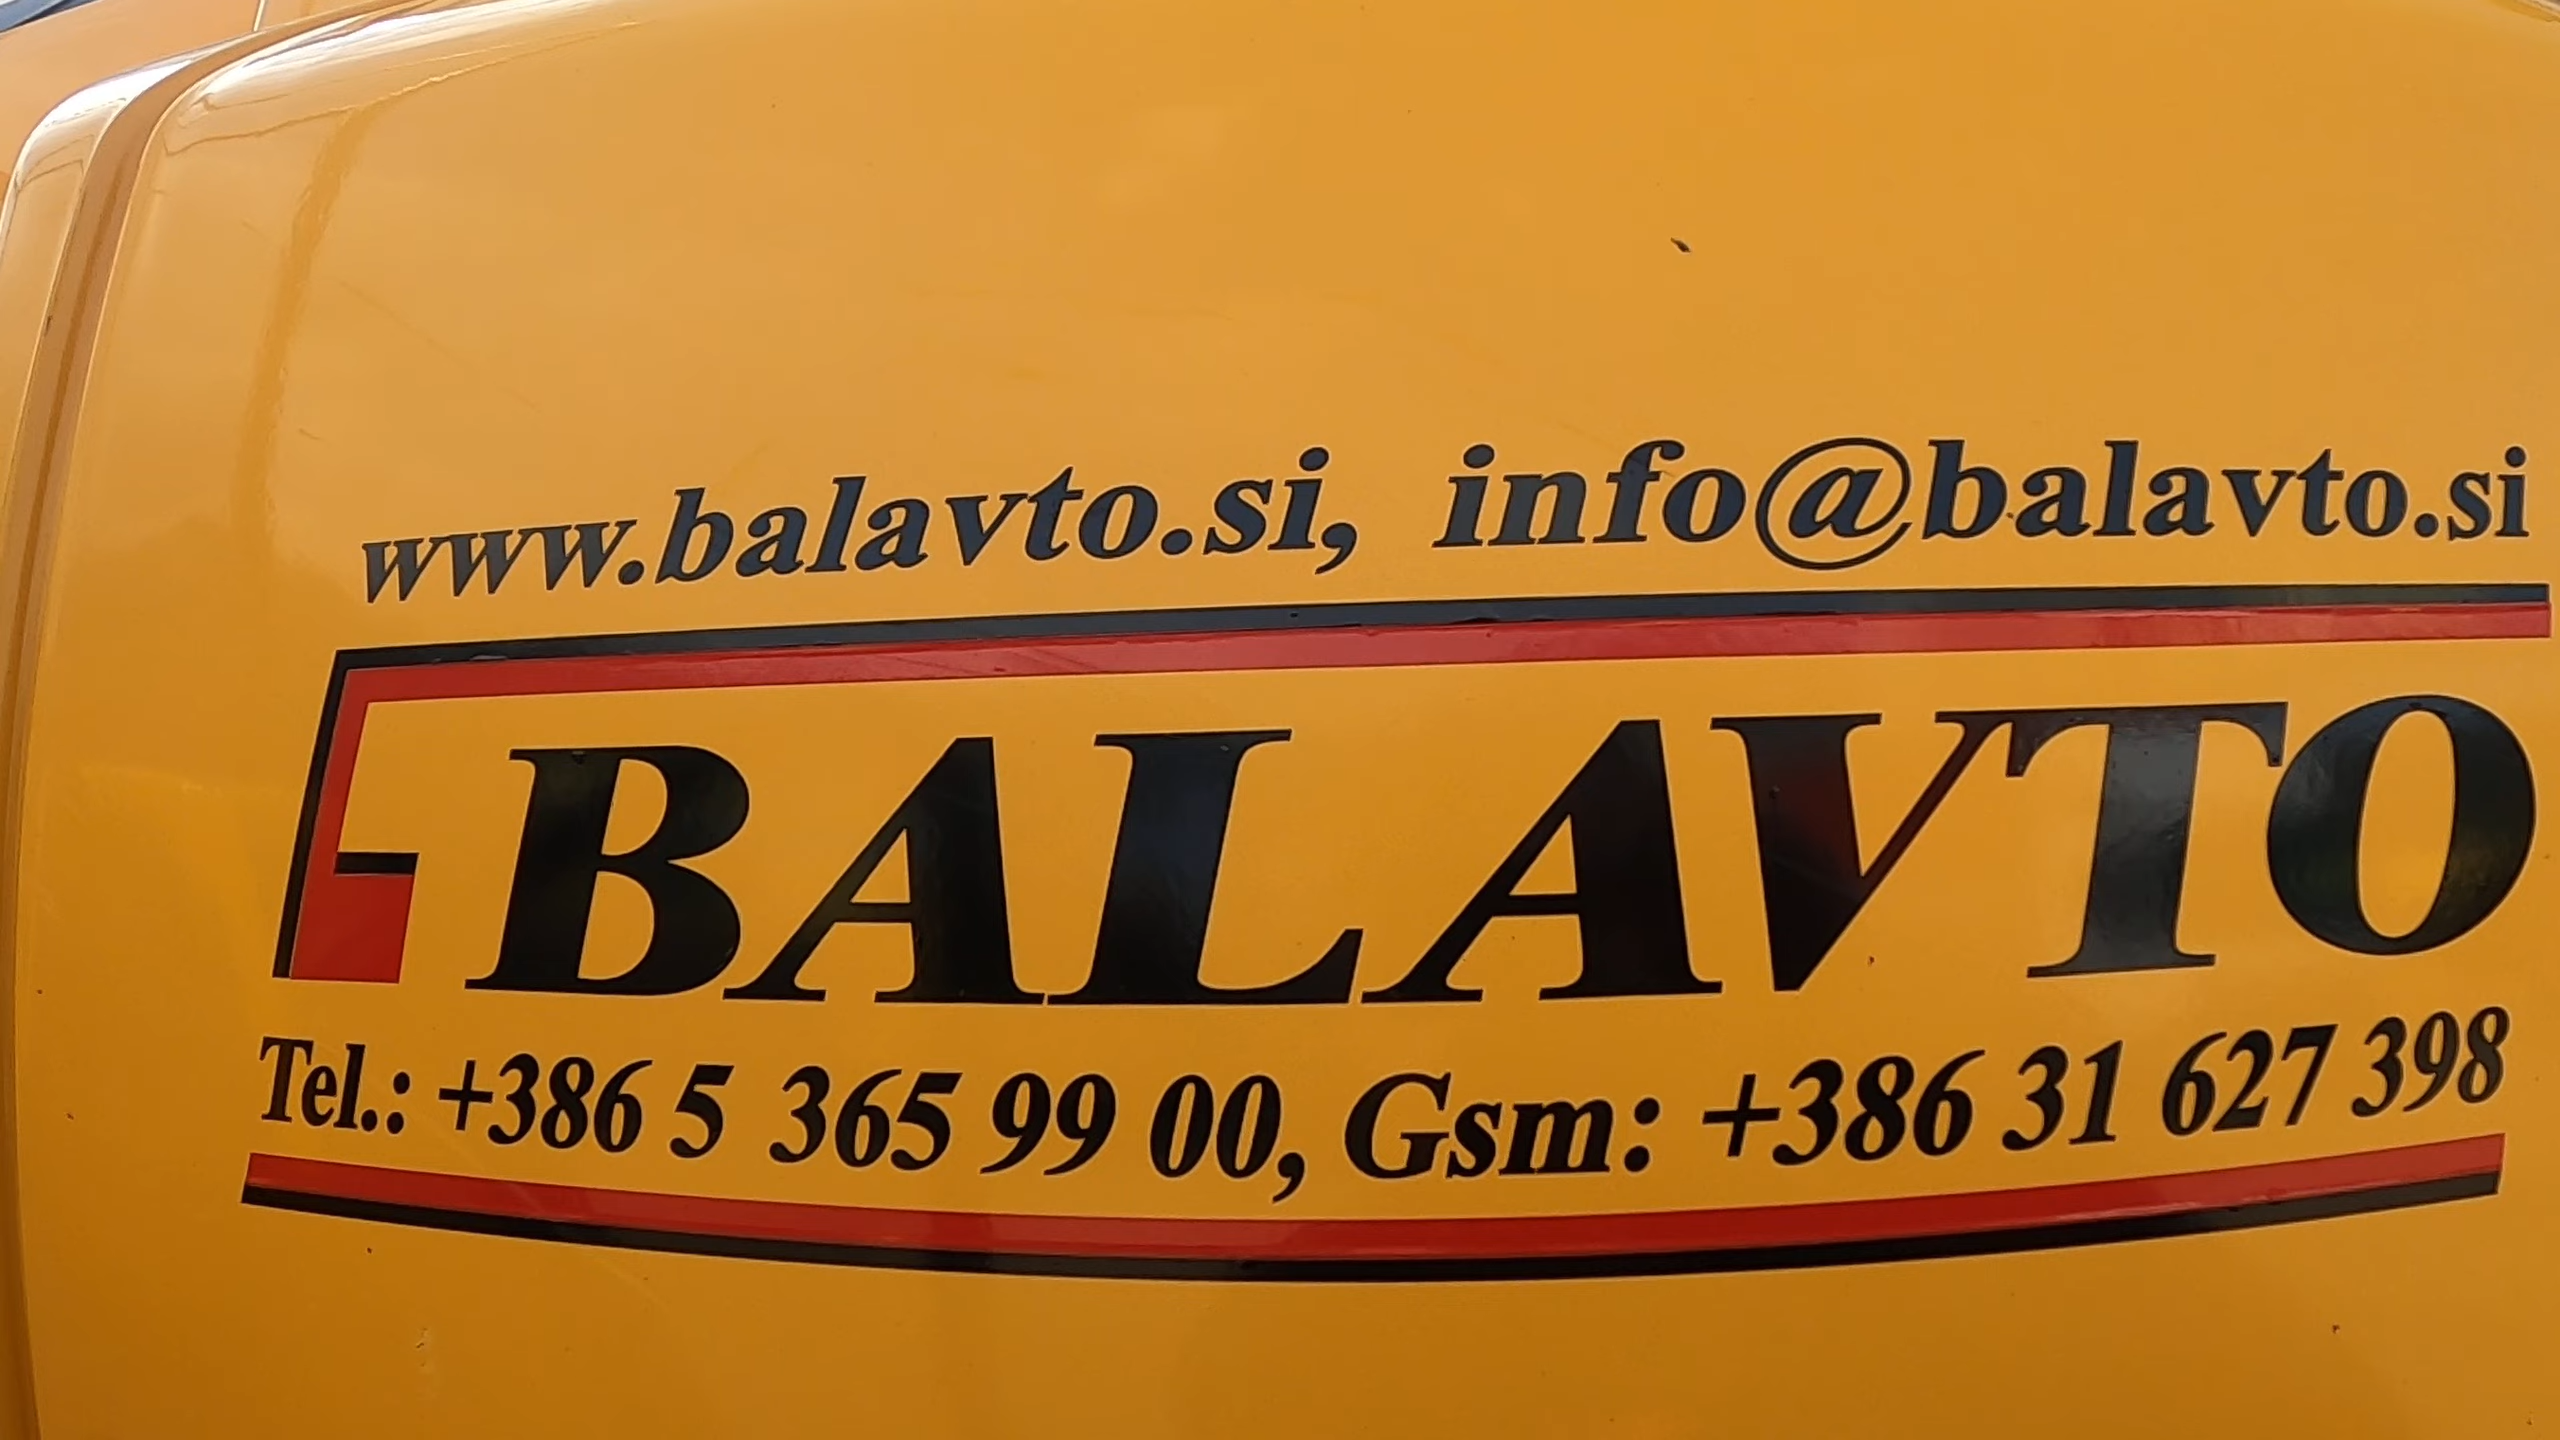 www.balavto.si, info@balavto.si
BALAVTO
Tel.: +386 5 365 99 00, Gsm: +386 31 627 398